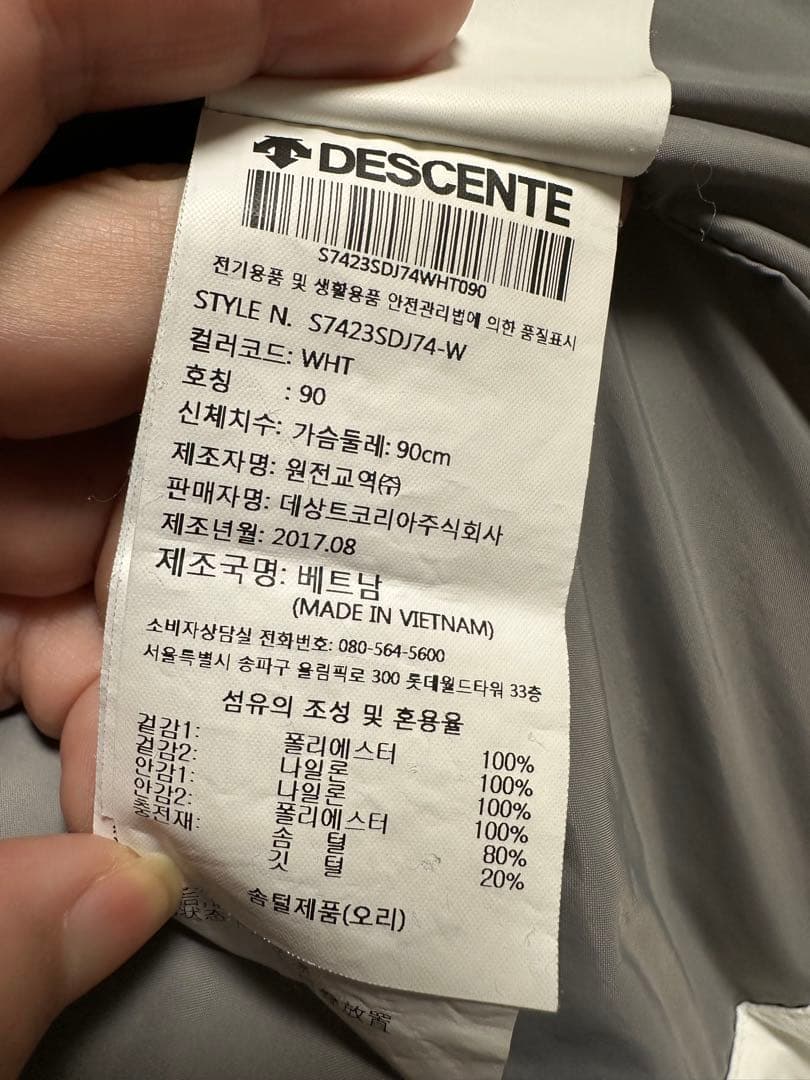 DESCENTE
S7423SDJ74WHT090
전기용품 및 생활용품 안전관리법에 의한 품질표시
STYLE N. S7423SDJ74-W
컬러코드: WHT
호칭 : 90
신체치수: 가슴둘레: 90cm
제조자명: 원전교역㈜
판매자명: 데상트코리아주식회사
제조년월: 2017.08
제조국명: 베트남
(MADE IN VIETNAM)
소비자상담실 전화번호: 080-564-5600
서울특별시 송파구 올림픽로 300 롯데월드타워 33층
섬유의 조성 및 혼용율
겉감1: 폴리에스터 100%
겉감2: 나일론 100%
안감1: 나일론 100%
안감2: 폴리에스터 100%
충전재: 솜 털 80%
깃 털 20%
솜털제품(오리)
放置